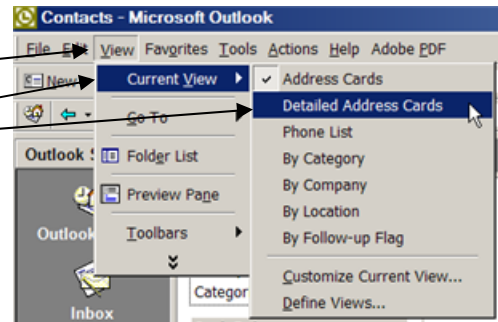 Contacts - Microsoft Outlook
File Edit View Favorites Tools Actions Help Adobe PDF
New
Current View
Address Cards
Detailed Address Cards
Go To
Phone List
Outlook
Folder List
By Category
Preview Pane
By Company
By Location
Outlook
Toolbars
By Follow-up Flag
Customize Current View...
Categor
Define Views...
Inbox